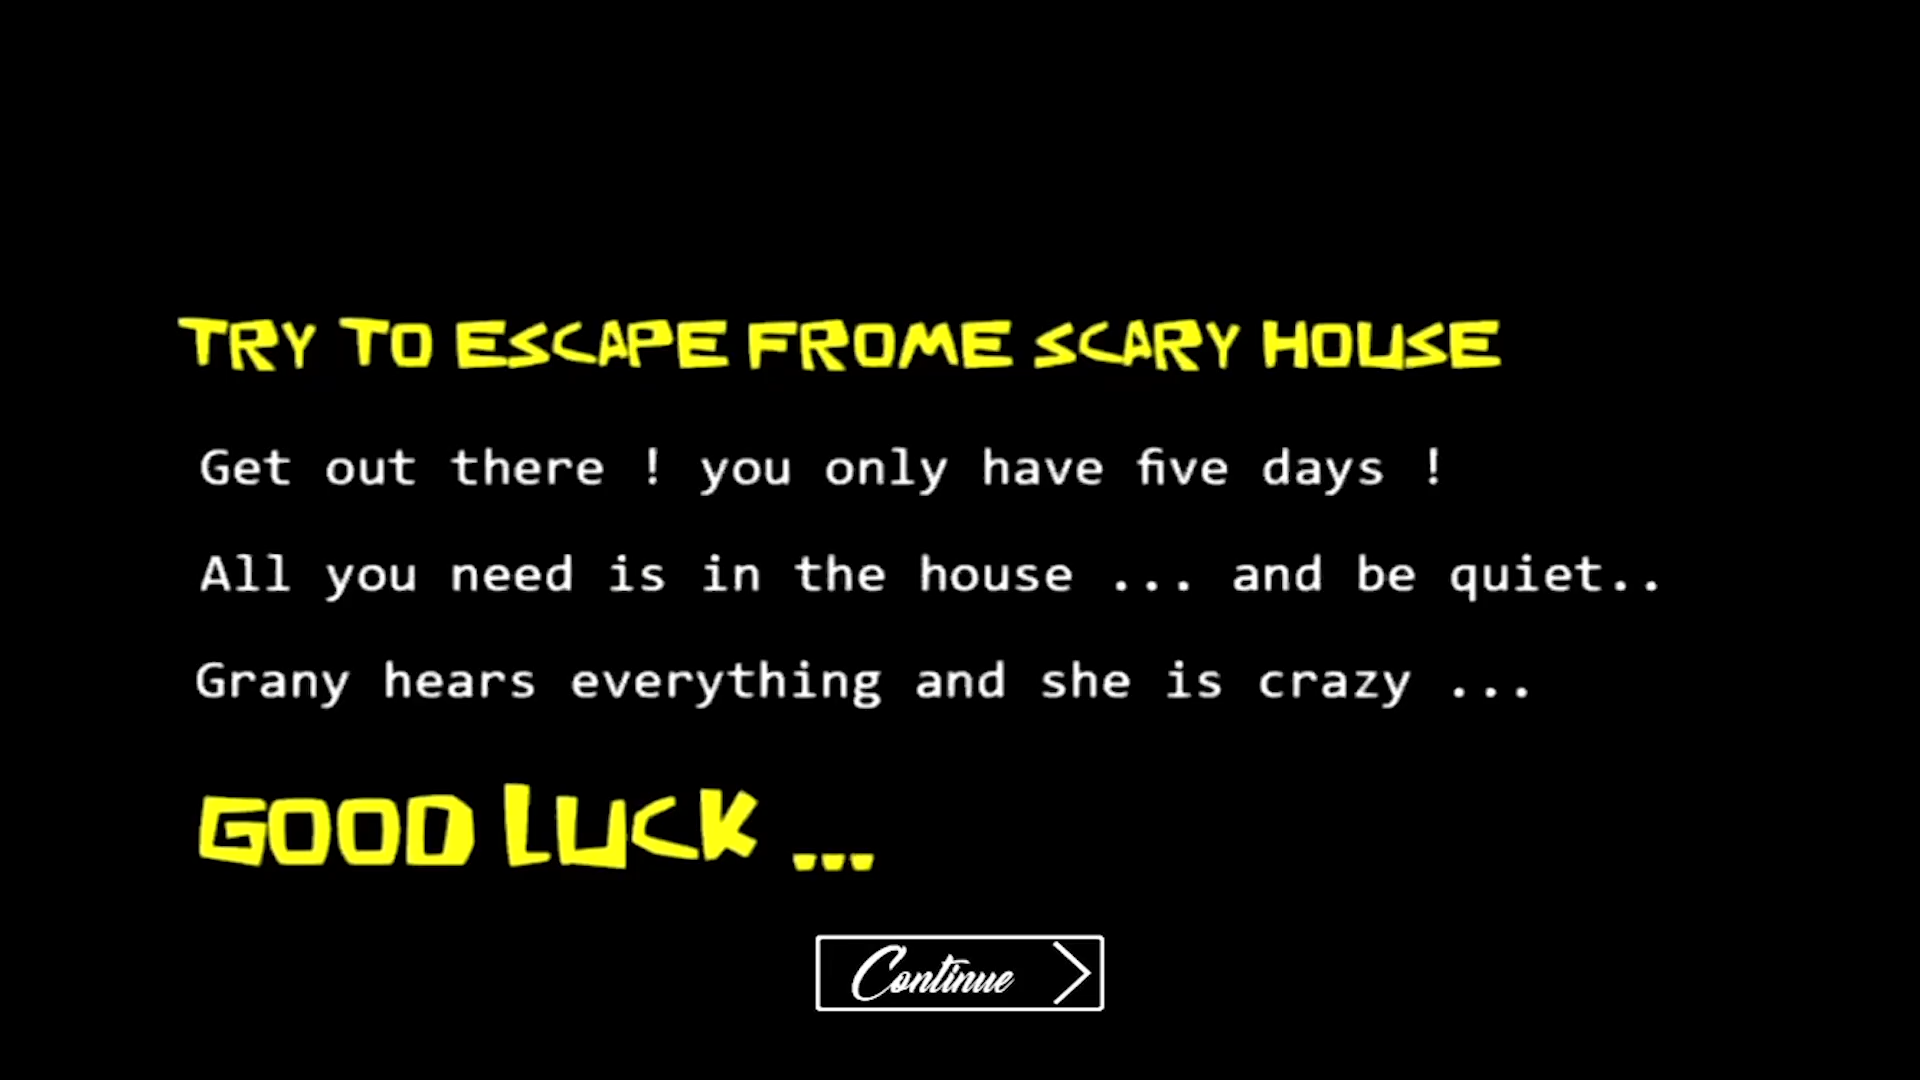 TRY TO ESCAPE FROME SCARY HOUSE
Get out there ! you only have five days !
All you need is in the house ... and be quiet..
Grany hears everything and she is crazy ...
GOOD LUCK ...
Continue